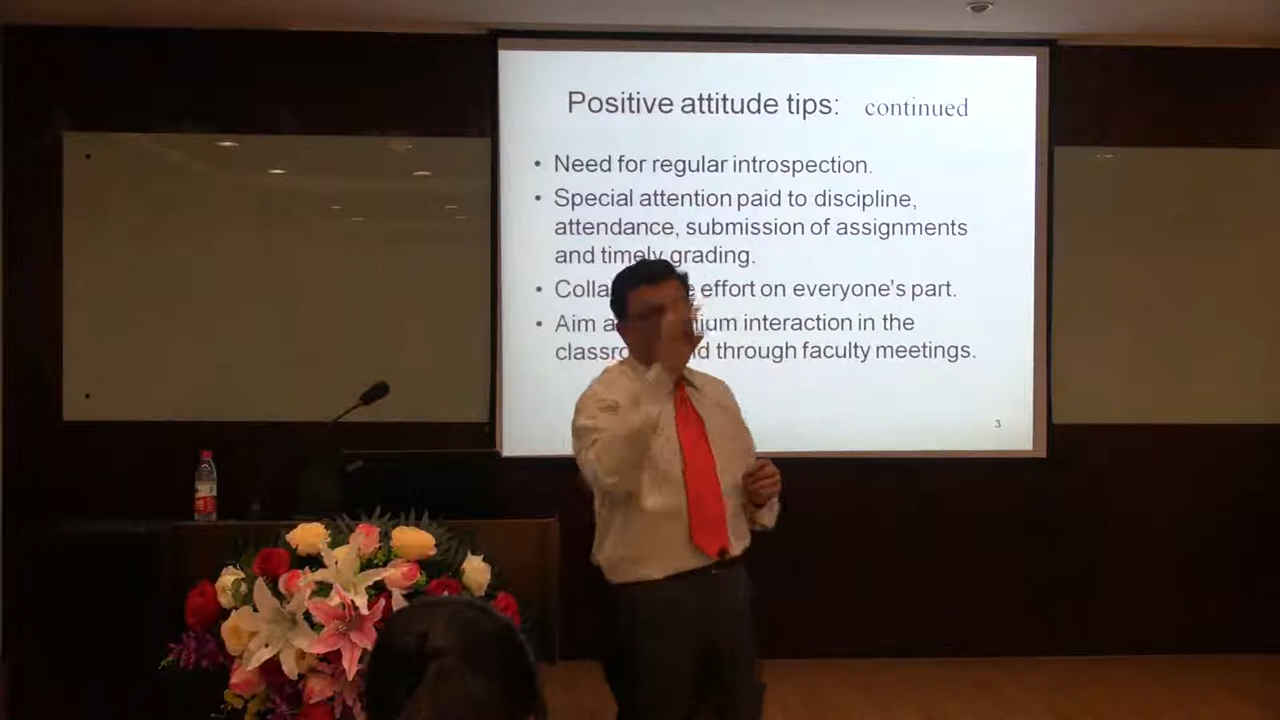 Positive attitude tips: continued
• Need for regular introspection.
• Special attention paid to discipline,
attendance, submission of assignments
and timely grading.
• effort on everyone's part.
• Aim interaction in the
through faculty meetings.
3